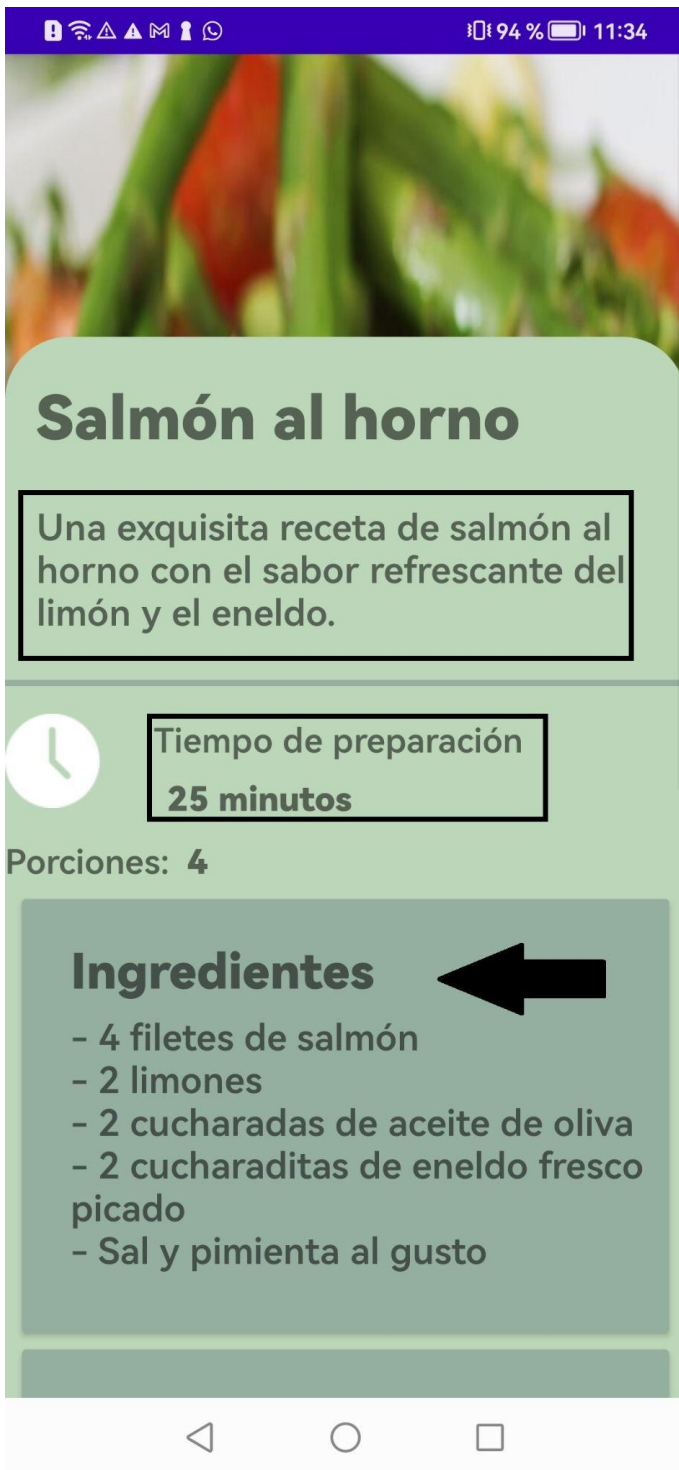 94 % 11:34
Salmón al horno
Una exquisita receta de salmón al
horno con el sabor refrescante del
limón y el eneldo.
Tiempo de preparación
25 minutos
Porciones: 4
Ingredientes
- 4 filetes de salmón
- 2 limones
- 2 cucharadas de aceite de oliva
- 2 cucharaditas de eneldo fresco
picado
- Sal y pimienta al gusto